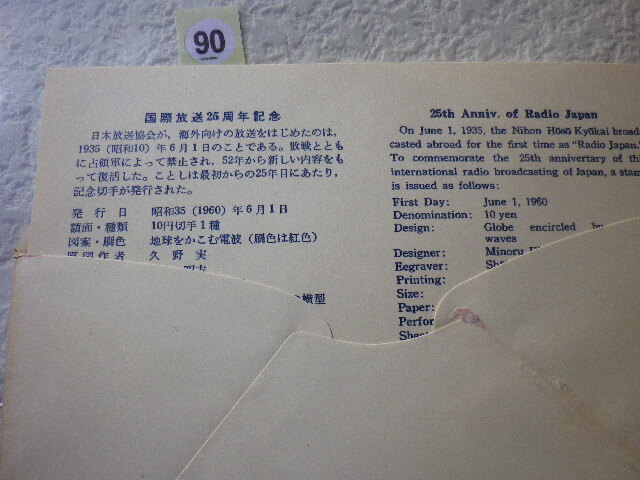 90
国際放送25周年記念
日本放送協会が，海外向けの放送をはじめたのは，
1935（昭和10）年6月1日のことである。敗戦ととも
に占領軍によって禁止され，52年から新しい内容をも
って復活した。ことしは最初からの25年目にあたり，
記念切手が発行された。
発行日 昭和35（1960）年6月1日
額面・種類 10円切手1種
図案・刷色 地球をかこむ電波（刷色は紅色）
原図作者 久野実
横型
25th Anniv. of Radio Japan
On June 1, 1935, the Nihon Hōsō Kyōkai broad-
casted abroad for the first time as "Radio Japan."
To commemorate the 25th annivertary of th
international radio broadcasting of Japan, a stam
is issued as follows:
First Day: June 1, 1960
Denomination: 10 yen
Design: Globe encircled by
waves
Designer: Minoru
Eegraver:
Printing:
Size:
Paper:
Perfor
Shee